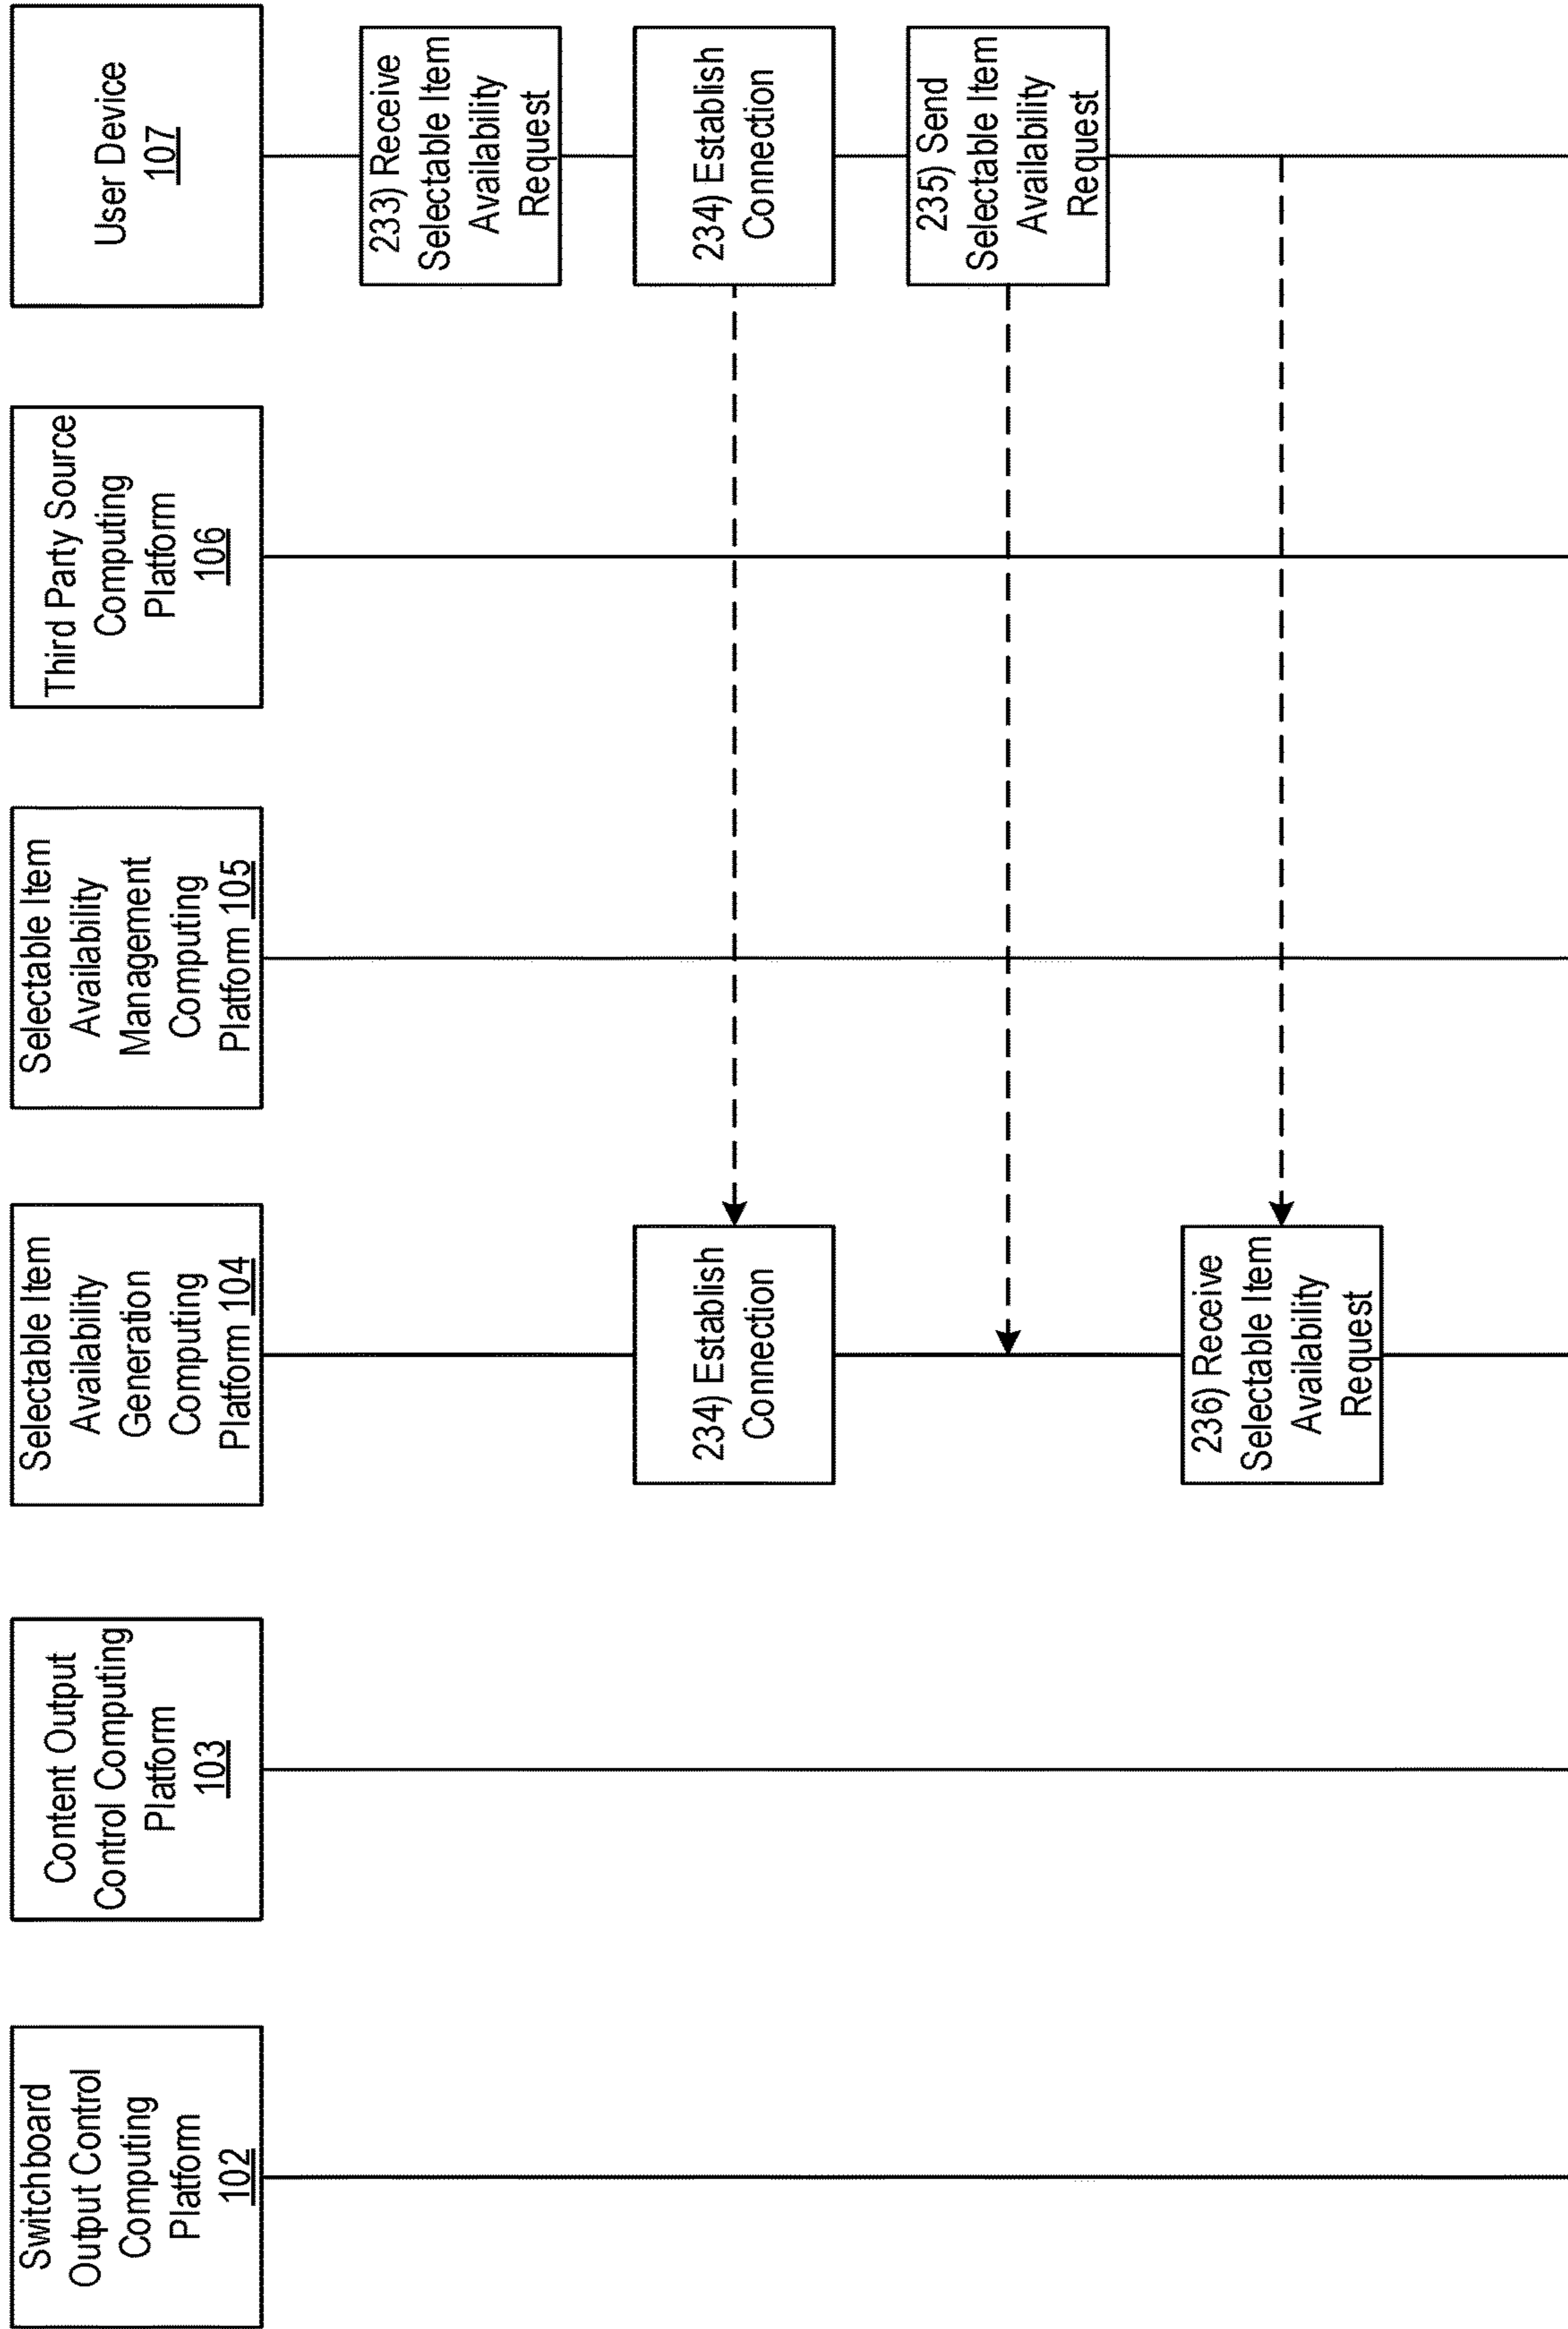 Switchboard
Output Control
Computing
Platform
102
Content Output
Control Computing
Platform
103
Selectable Item
Availability
Generation
Computing
Platform 104
Selectable Item
Availability
Management
Computing
Platform 105
Third Party Source
Computing
Platform
106
User Device
107
233) Receive
Selectable Item
Availability
Request
234) Establish
Connection
234) Establish
Connection
235) Send
Selectable Item
Availability
Request
236) Receive
Selectable Item
Availability
Request